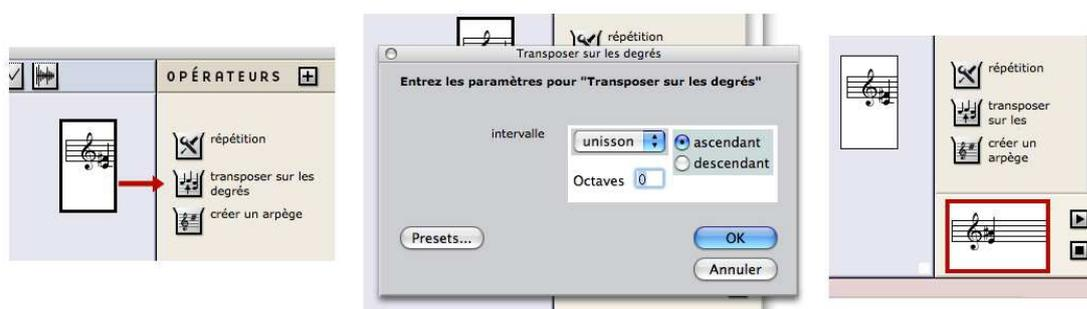 OPÉRATEURS
répétition
transposer sur les
degrés
créer un arpège
répétition
Transposer sur les degrés
Entrez les paramètres pour "Transposer sur les degrés"
intervalle
unisson
ascendant
descendant
Octaves 0
Presets...
OK
Annuler
répétition
transposer
sur les
créer un
arpège